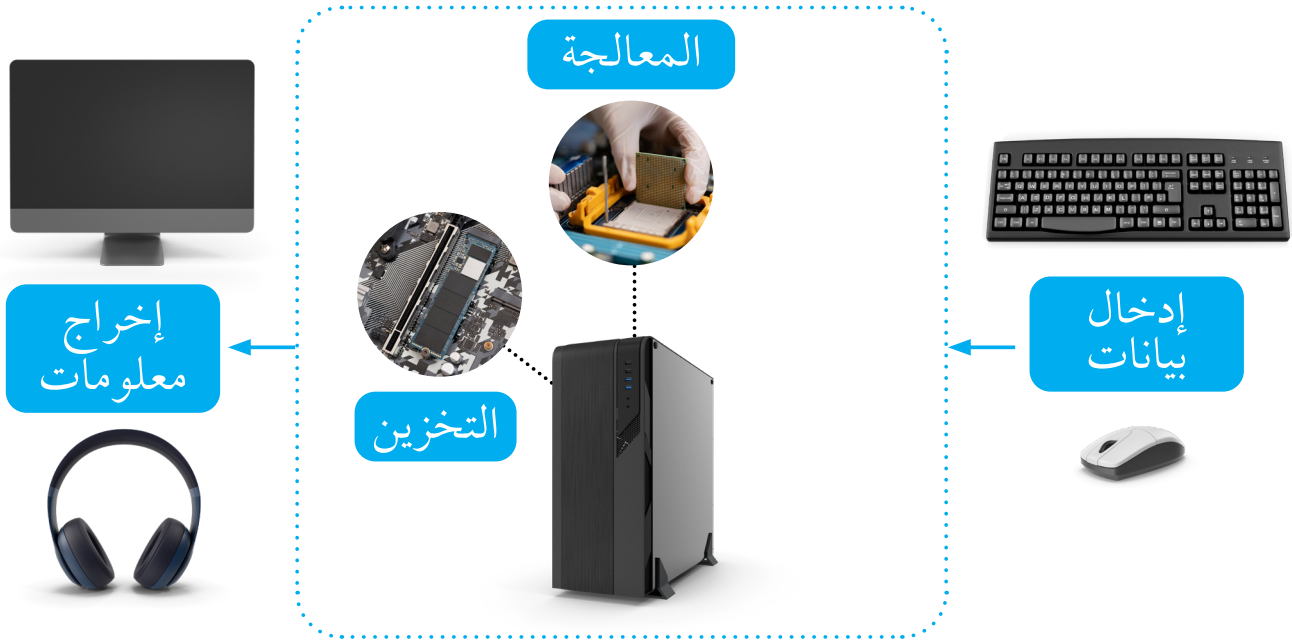 المعالجة
إدخال
بيانات
التخزين
إخراج
معلومات